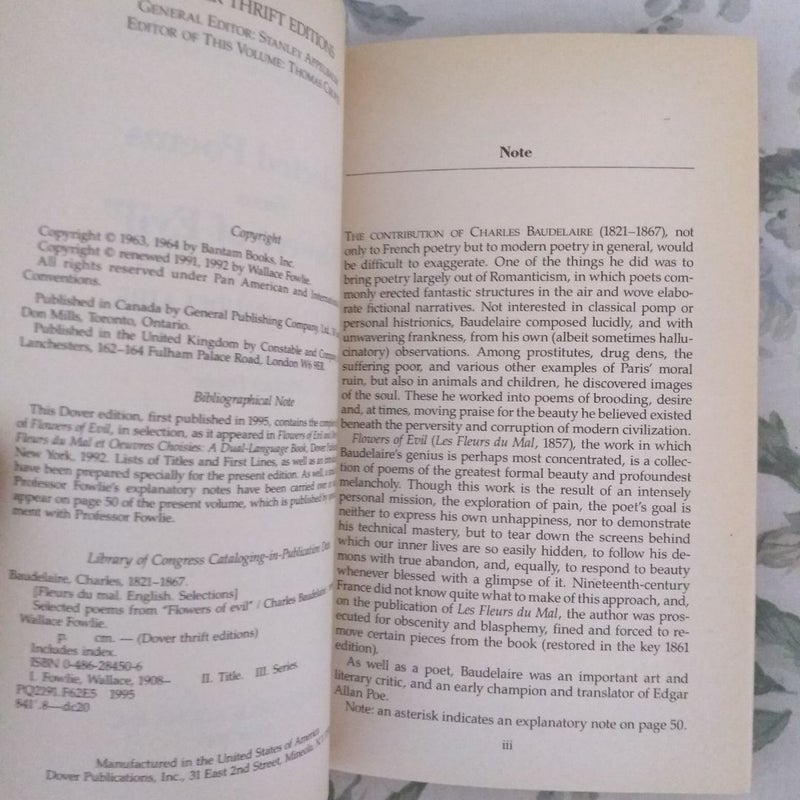 THRIFT EDITIONS
GENERAL EDITOR: STANLEY
EDITOR OF THIS VOLUME: THOMAS
Copyright
Copyright © 1963, 1964 by Bantam Books, Inc.
Copyright © renewed 1991, 1992 by Wallace Fowlie.
All rights reserved under Pan American and International
Conventions.
Published in Canada by General Publishing Company, Ltd., 30
Don Mills, Toronto, Ontario.
Published in the United Kingdom by Constable and Company
Lanchesters, 162–164 Fulham Palace Road, London W6 9ER.
Bibliographical Note
This Dover edition, first published in 1995, contains the
of Flowers of Evil, in selection, as it appeared in Flowers of Evil and
Fleurs du Mal et Oeuvres Choisies: A Dual-Language Book, Dover
New York, 1992. Lists of Titles and First Lines, as well as
have been prepared specially for the present edition. As well,
Professor Fowlie's explanatory notes have been carried over
appear on page 50 of the present volume, which is published by
ment with Professor Fowlie.
Library of Congress Cataloging-in-Publication Data
Baudelaire, Charles, 1821–1867.
[Fleurs du mal. English. Selections]
Selected poems from "Flowers of evil" / Charles Baudelaire
Wallace Fowlie.
p. cm. — (Dover thrift editions)
Includes index.
ISBN 0-486-28450-6
I. Fowlie, Wallace, 1908– II. Title. III. Series.
PQ2191.F62E5 1995
841'.8—dc20
Manufactured in the United States of America
Dover Publications, Inc., 31 East 2nd Street, Mineola, N.Y.
Note
THE CONTRIBUTION OF CHARLES BAUDELAIRE (1821–1867), not
only to French poetry but to modern poetry in general, would
be difficult to exaggerate. One of the things he did was to
bring poetry largely out of Romanticism, in which poets com-
monly erected fantastic structures in the air and wove elabo-
rate fictional narratives. Not interested in classical pomp or
personal histrionics, Baudelaire composed lucidly, and with
unwavering frankness, from his own (albeit sometimes hallu-
cinatory) observations. Among prostitutes, drug dens, the
suffering poor, and various other examples of Paris' moral
ruin, but also in animals and children, he discovered images
of the soul. These he worked into poems of brooding, desire
and, at times, moving praise for the beauty he believed existed
beneath the perversity and corruption of modern civilization.
Flowers of Evil (Les Fleurs du Mal, 1857), the work in which
Baudelaire's genius is perhaps most concentrated, is a collec-
tion of poems of the greatest formal beauty and profoundest
melancholy. Though this work is the result of an intensely
personal mission, the exploration of pain, the poet's goal is
neither to express his own unhappiness, nor to demonstrate
his technical mastery, but to tear down the screens behind
which our inner lives are so easily hidden, to follow his de-
mons with true abandon, and, equally, to respond to beauty
whenever blessed with a glimpse of it. Nineteenth-century
France did not know quite what to make of this approach, and,
on the publication of Les Fleurs du Mal, the author was pros-
ecuted for obscenity and blasphemy, fined and forced to re-
move certain pieces from the book (restored in the key 1861
edition).
As well as a poet, Baudelaire was an important art and
literary critic, and an early champion and translator of Edgar
Allan Poe.
Note: an asterisk indicates an explanatory note on page 50.
iii